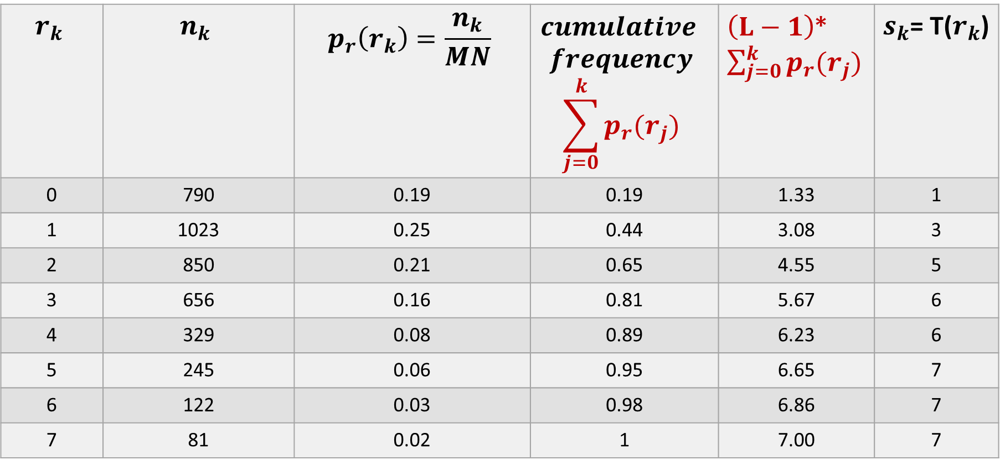 r_k n_k p_r(r_k) = n_k/MN cumulative frequency ∑_{j=0}^{k} p_r(r_j) (L − 1)* ∑_{j=0}^{k} p_r(r_j) s_k= T(r_k)
0 790 0.19 0.19 1.33 1
1 1023 0.25 0.44 3.08 3
2 850 0.21 0.65 4.55 5
3 656 0.16 0.81 5.67 6
4 329 0.08 0.89 6.23 6
5 245 0.06 0.95 6.65 7
6 122 0.03 0.98 6.86 7
7 81 0.02 1 7.00 7